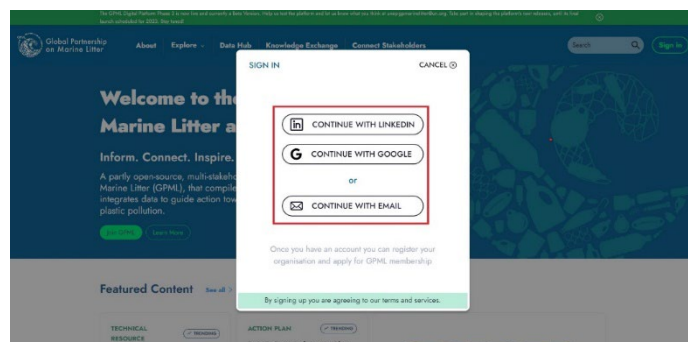 Global Partnership
on Marine Litter
About
Explore
Data Hub
Knowledge Exchange
Connect Stakeholders
Search
Sign in
SIGN IN
CANCEL
CONTINUE WITH LINKEDIN
CONTINUE WITH GOOGLE
or
CONTINUE WITH EMAIL
Once you have an account you can register your
organisation and apply for GPML membership
By signing up you are agreeing to our terms and services.
Welcome to the
Marine Litter a
Inform. Connect. Inspire.
A partly open-source, multi-stakeho
Marine Litter (GPML), that compile
integrates data to guide action tow
plastic pollution.
Join GPML
Learn More
Featured Content
See all >
TECHNICAL
RESOURCE
TRENDING
ACTION PLAN
TRENDING